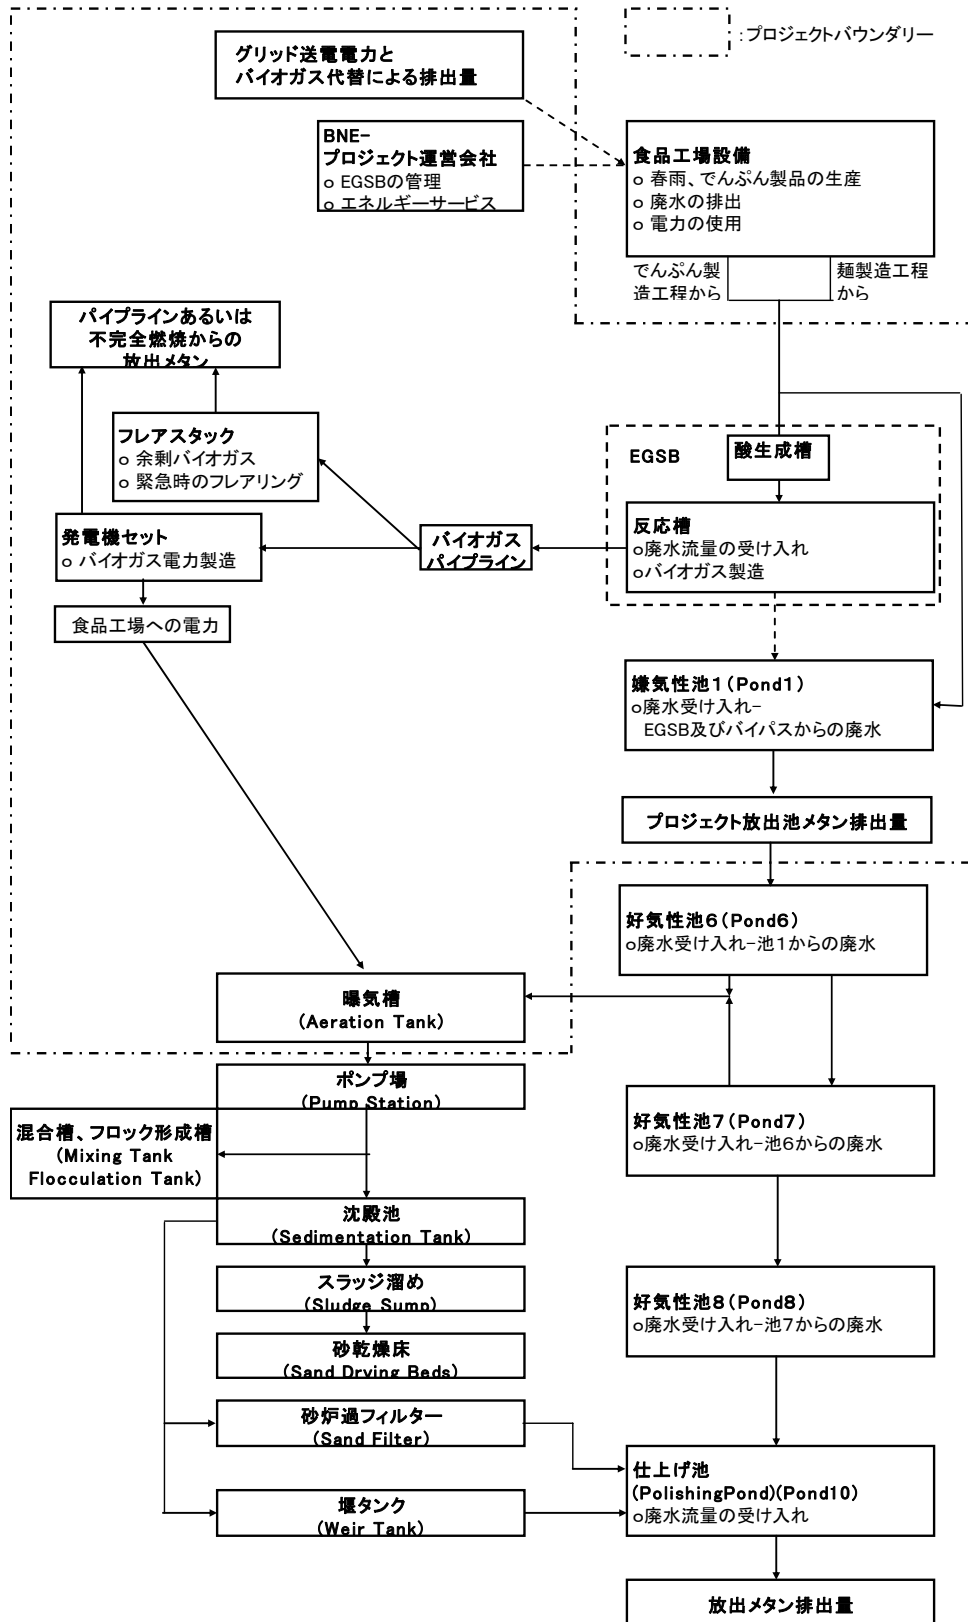 :プロジェクトバウンダリー
グリッド送電電力と
バイオガス代替による排出量
BNE-
プロジェクト運営会社
o EGSBの管理
o エネルギーサービス
食品工場設備
o 春雨、でんぷん製品の生産
o 廃水の排出
o 電力の使用
でんぷん製
造工程から
麺製造工程
から
パイプラインあるいは
不完全燃焼からの
放出メタン
フレアスタック
o 余剰バイオガス
o 緊急時のフレアリング
EGSB
酸生成槽
発電機セット
o バイオガス電力製造
バイオガス
パイプライン
反応槽
o廃水流量の受け入れ
oバイオガス製造
食品工場への電力
嫌気性池1(Pond1)
o廃水受け入れ-
EGSB及びバイパスからの廃水
プロジェクト放出池メタン排出量
好気性池6(Pond6)
o廃水受け入れ-池1からの廃水
曝気槽
(Aeration Tank)
ポンプ場
(Pump Station)
混合槽、フロック形成槽
(Mixing Tank
Flocculation Tank)
好気性池7(Pond7)
o廃水受け入れ-池6からの廃水
沈殿池
(Sedimentation Tank)
スラッジ溜め
(Sludge Sump)
好気性池8(Pond8)
o廃水受け入れ-池7からの廃水
砂乾燥床
(Sand Drying Beds)
砂炉過フィルター
(Sand Filter)
仕上げ池
(PolishingPond)(Pond10)
o廃水流量の受け入れ
堰タンク
(Weir Tank)
放出メタン排出量